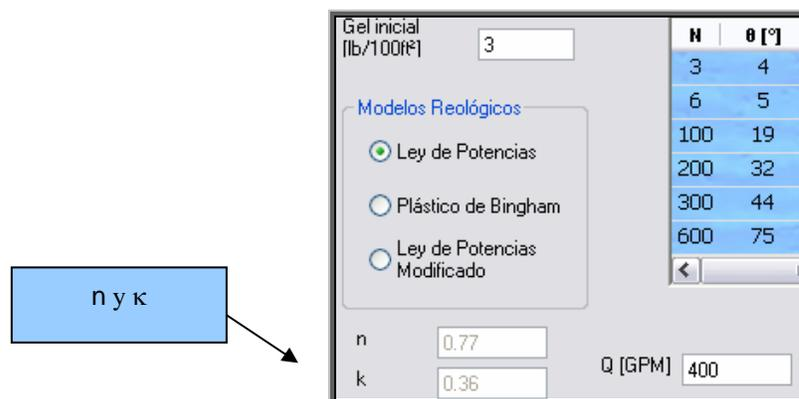 Gel inicial
[lb/100ft²]
3
N θ [°]
3 4
6 5
100 19
200 32
300 44
600 75
Modelos Reológicos
Ley de Potencias
Plástico de Bingham
Ley de Potencias
Modificado
n y κ
n 0.77
k 0.36
Q [GPM] 400